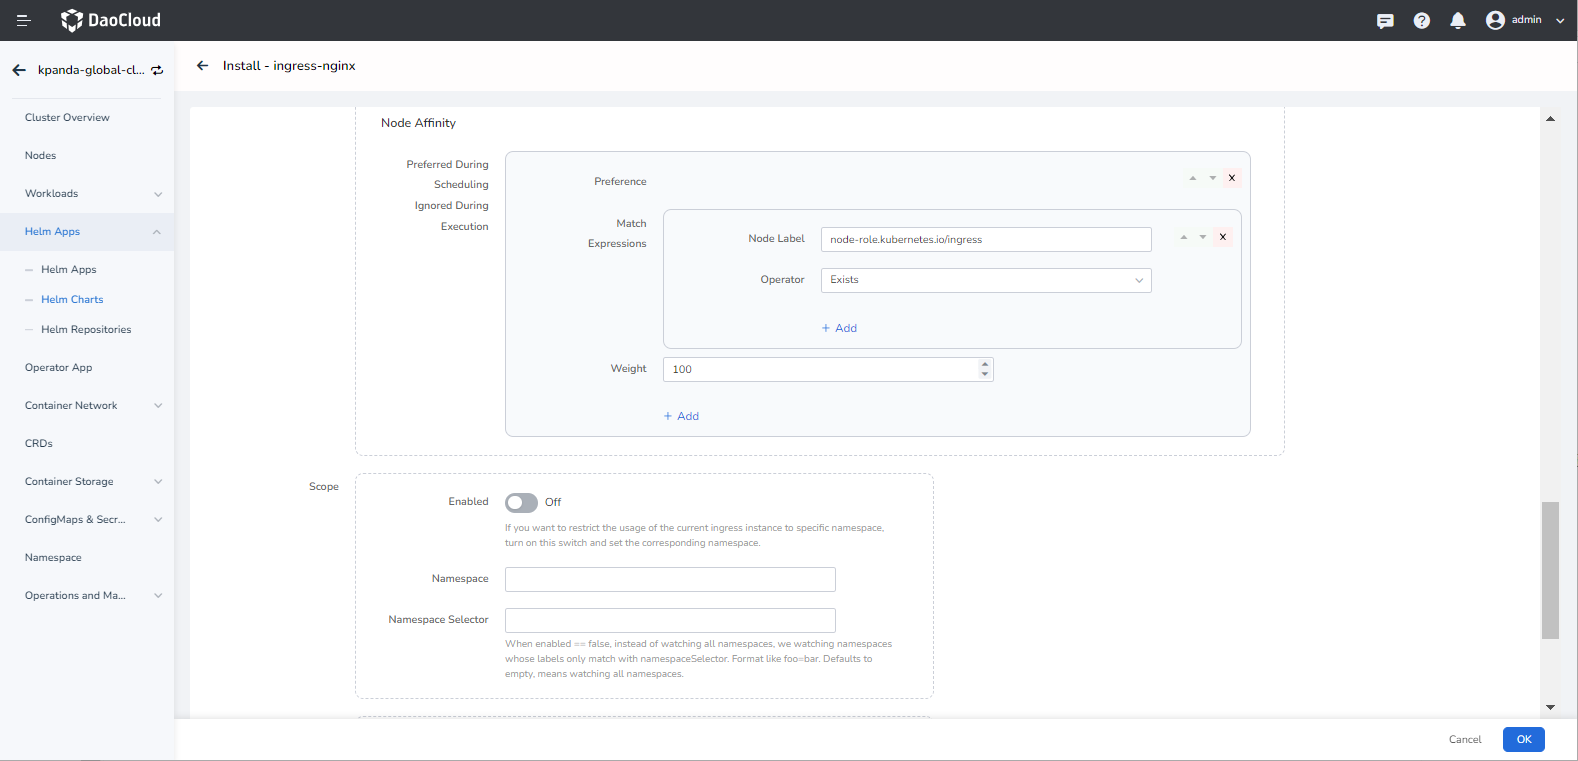 DaoCloud
admin
kpanda-global-cl...
Install - ingress-nginx
Cluster Overview
Nodes
Workloads
Helm Apps
Helm Apps
Helm Charts
Helm Repositories
Operator App
Container Network
CRDs
Container Storage
ConfigMaps & Secr...
Namespace
Operations and Ma...
Node Affinity
Preferred During
Scheduling
Ignored During
Execution
Preference
X
Match
Expressions
Node Label
node-role.kubernetes.io/ingress
X
Operator
Exists
+ Add
Weight
100
+ Add
Scope
Enabled
Off
If you want to restrict the usage of the current ingress instance to specific namespace,
turn on this switch and set the corresponding namespace.
Namespace
Namespace Selector
When enabled == false, instead of watching all namespaces, we watching namespaces
whose labels only match with namespaceSelector. Format like foo=bar. Defaults to
empty, means watching all namespaces.
Cancel
OK